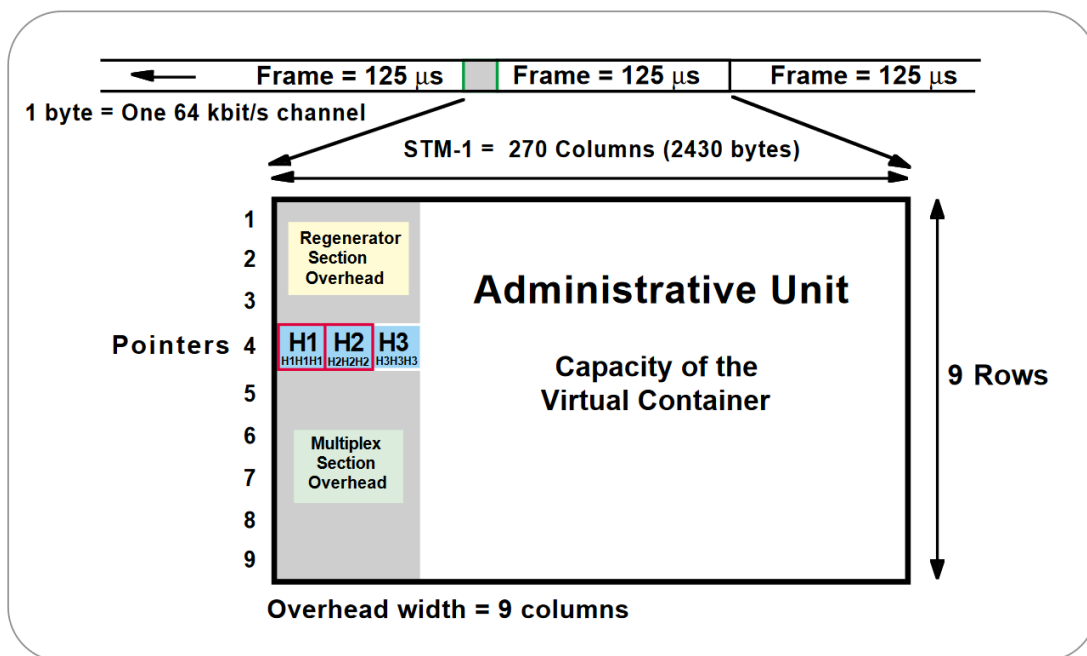 Frame = 125 μs Frame = 125 μs Frame = 125 μs
1 byte = One 64 kbit/s channel
STM-1 = 270 Columns (2430 bytes)
1
Regenerator
2
Section
Overhead
3
Administrative Unit
Pointers 4 H1 H2 H3
H1H1H1 H2H2H2 H3H3H3
Capacity of the
Virtual Container
9 Rows
5
6
Multiplex
Section
7
Overhead
8
9
Overhead width = 9 columns